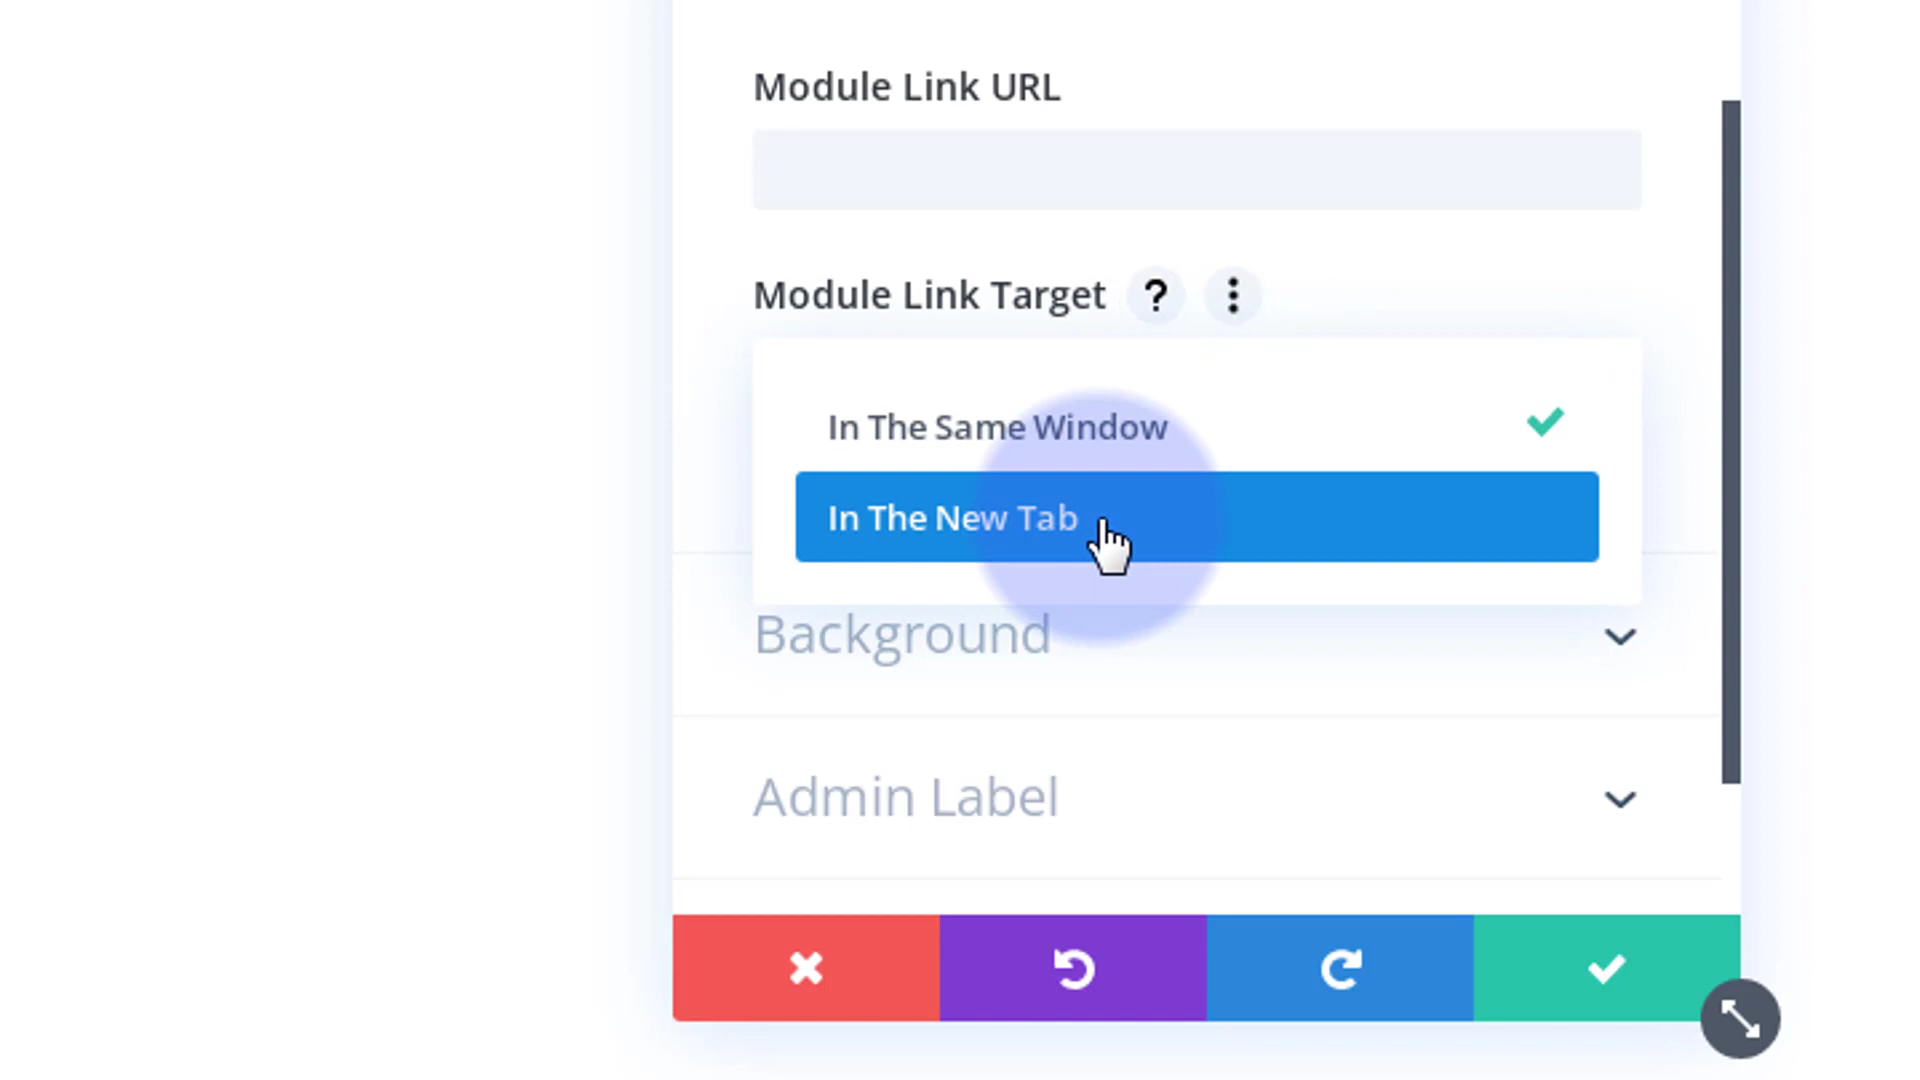 Module Link URL
Module Link Target ?
In The Same Window
In The New Tab
Background
Admin Label